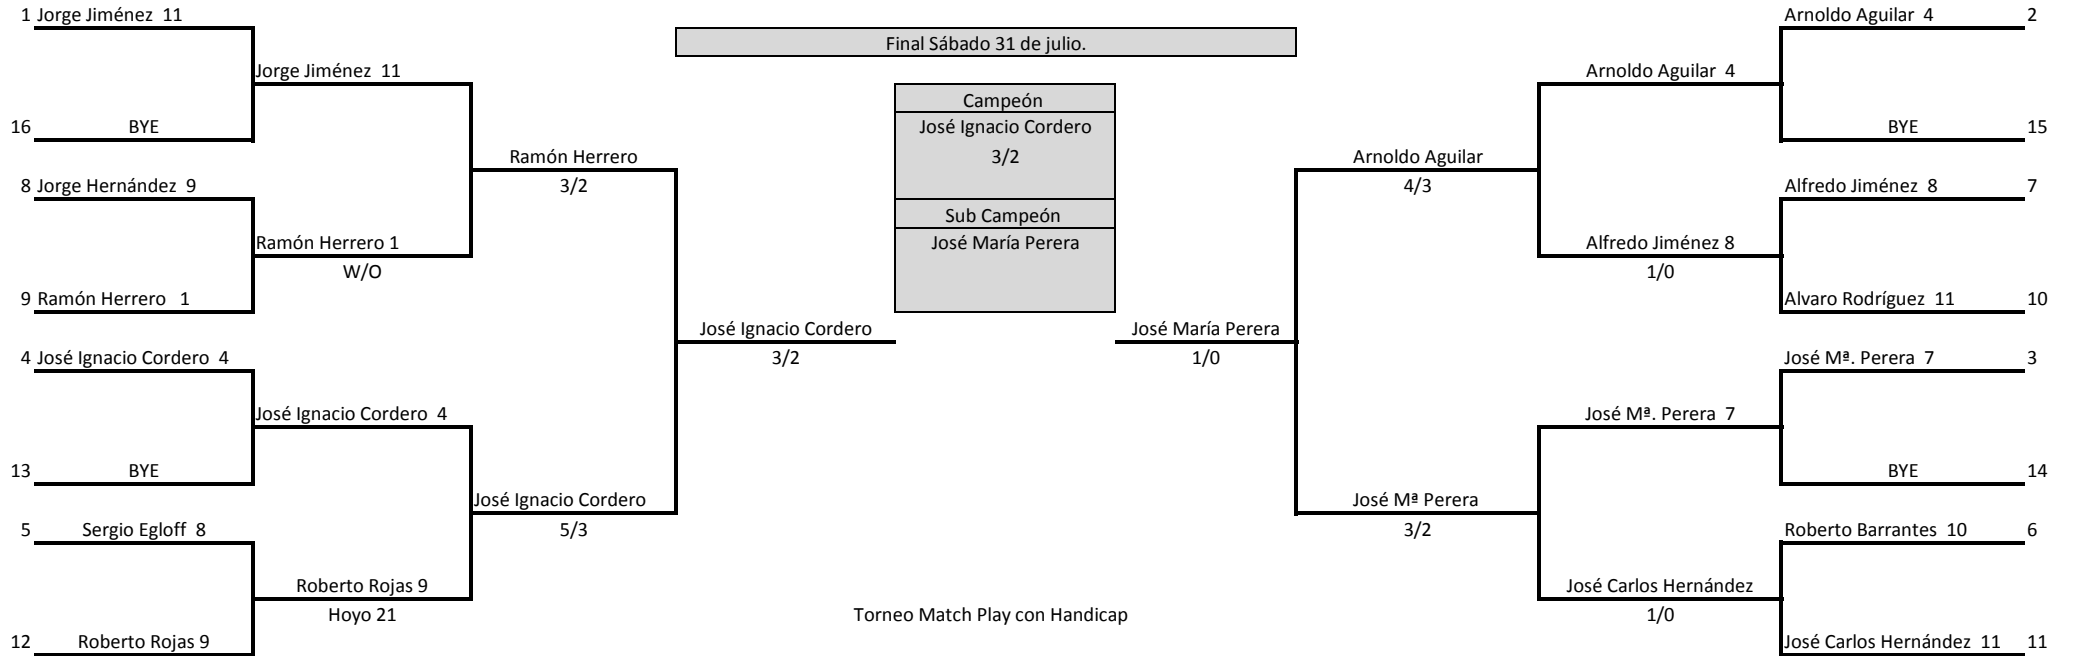 1 Jorge Jiménez 11
Jorge Jiménez 11
16 BYE
Ramón Herrero
3/2
8 Jorge Hernández 9
Ramón Herrero 1
W/O
9 Ramón Herrero 1
José Ignacio Cordero
3/2
4 José Ignacio Cordero 4
José Ignacio Cordero 4
13 BYE
José Ignacio Cordero
5/3
5 Sergio Egloff 8
Roberto Rojas 9
Hoyo 21
12 Roberto Rojas 9
Final Sábado 31 de julio.
Campeón
José Ignacio Cordero
3/2
Sub Campeón
José María Perera
Torneo Match Play con Handicap
Arnoldo Aguilar 4 2
Arnoldo Aguilar 4
BYE 15
Arnoldo Aguilar
4/3
Alfredo Jiménez 8 7
Alfredo Jiménez 8
1/0
Alvaro Rodríguez 11 10
José María Perera
1/0
José Mª. Perera 7 3
José Mª. Perera 7
BYE 14
José Mª Perera
3/2
Roberto Barrantes 10 6
José Carlos Hernández
1/0
José Carlos Hernández 11 11